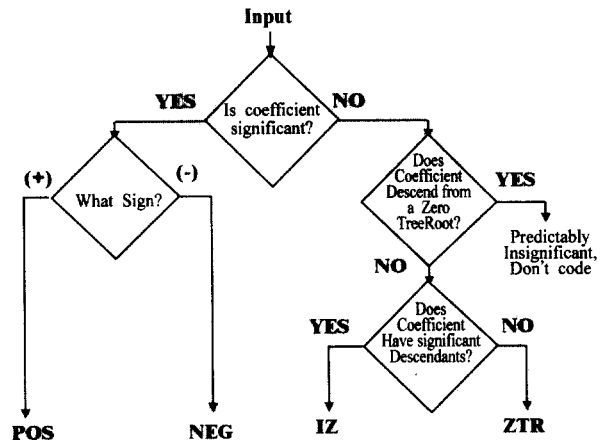 Input
YES
NO
Is coefficient
significant?
(+)
What Sign?
(-)
Does
Coefficient
Descend from
a Zero
TreeRoot?
YES
Predictably
Insignificant,
Don't code
NO
Does
Coefficient
Have significant
Descendants?
YES
NO
POS
NEG
IZ
ZTR